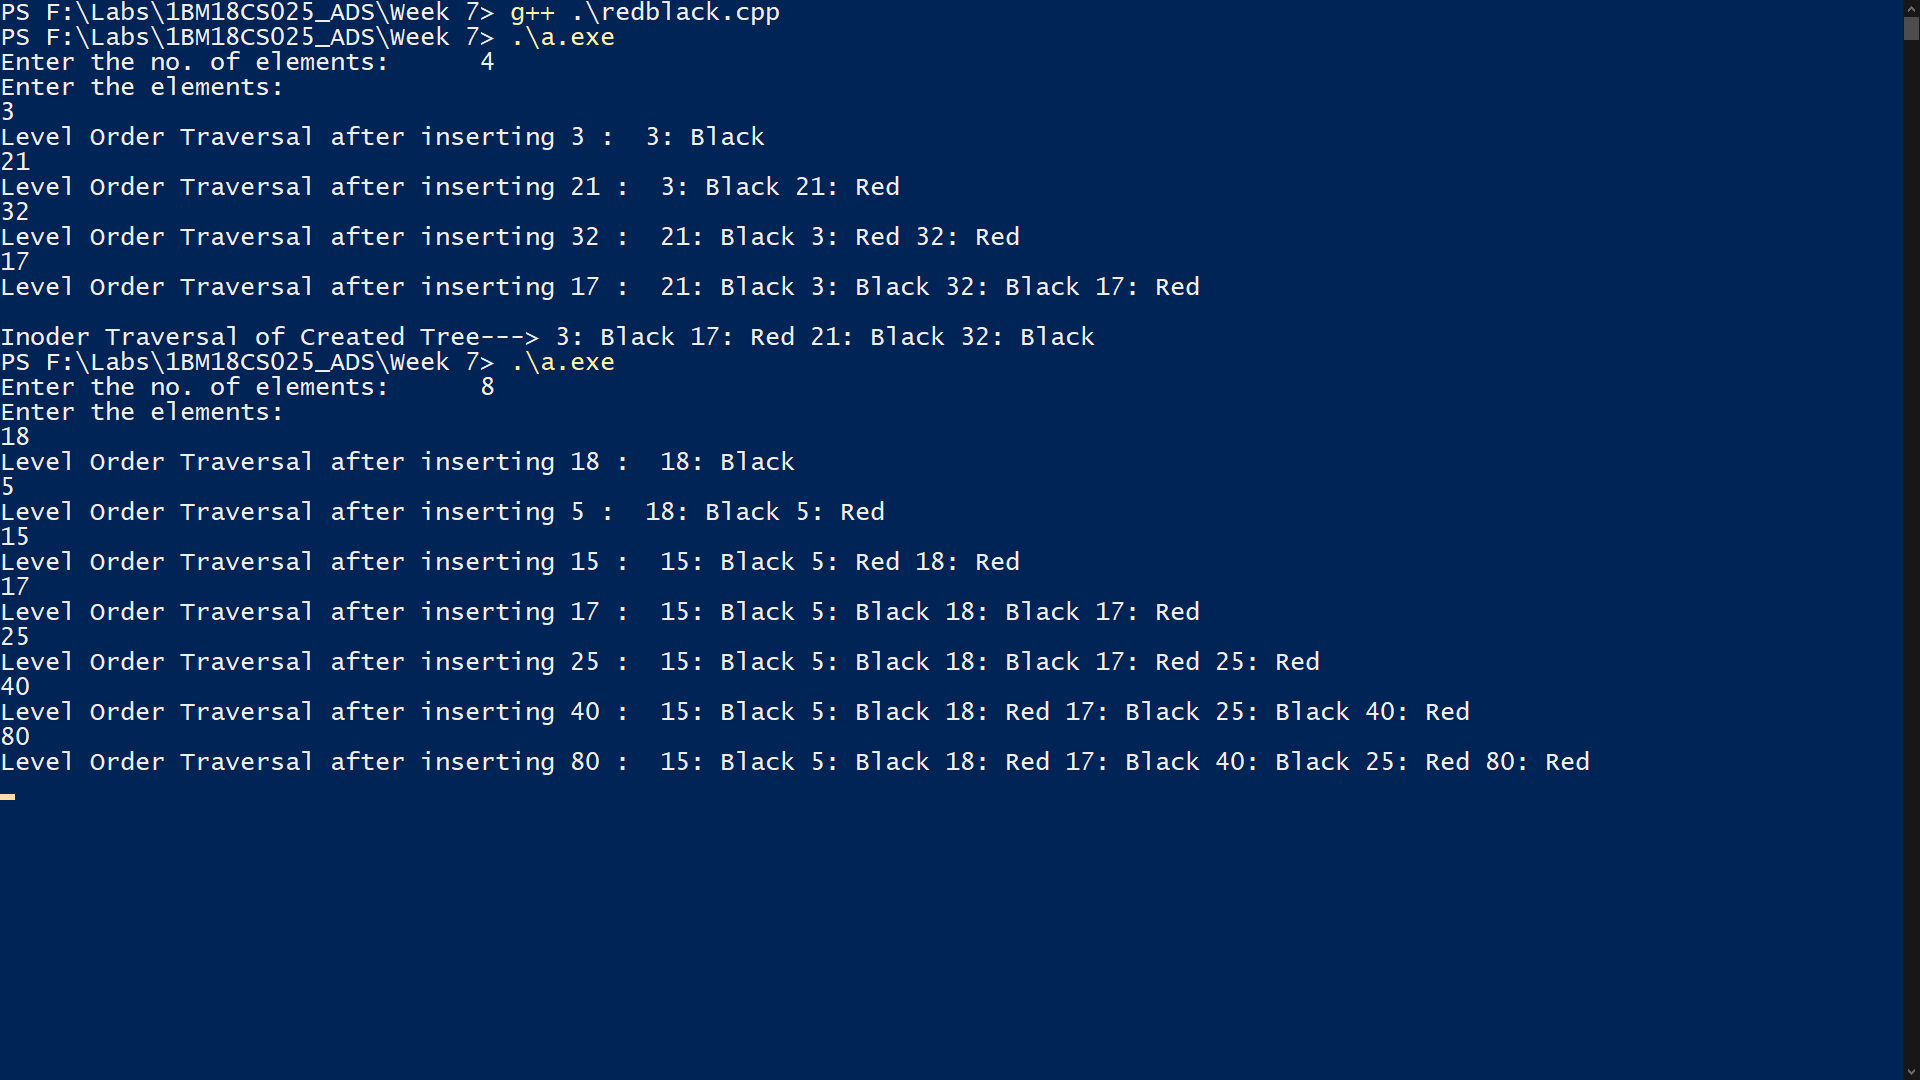 PS F:\Labs\1BM18CS025_ADS\Week 7> g++ .\redblack.cpp
PS F:\Labs\1BM18CS025_ADS\Week 7> .\a.exe
Enter the no. of elements:      4
Enter the elements:
3
Level Order Traversal after inserting 3 :  3: Black
21
Level Order Traversal after inserting 21 :  3: Black 21: Red
32
Level Order Traversal after inserting 32 :  21: Black 3: Red 32: Red
17
Level Order Traversal after inserting 17 :  21: Black 3: Black 32: Black 17: Red
Inoder Traversal of Created Tree---> 3: Black 17: Red 21: Black 32: Black
PS F:\Labs\1BM18CS025_ADS\Week 7> .\a.exe
Enter the no. of elements:      8
Enter the elements:
18
Level Order Traversal after inserting 18 :  18: Black
5
Level Order Traversal after inserting 5 :  18: Black 5: Red
15
Level Order Traversal after inserting 15 :  15: Black 5: Red 18: Red
17
Level Order Traversal after inserting 17 :  15: Black 5: Black 18: Black 17: Red
25
Level Order Traversal after inserting 25 :  15: Black 5: Black 18: Black 17: Red 25: Red
40
Level Order Traversal after inserting 40 :  15: Black 5: Black 18: Red 17: Black 25: Black 40: Red
80
Level Order Traversal after inserting 80 :  15: Black 5: Black 18: Red 17: Black 40: Black 25: Red 80: Red